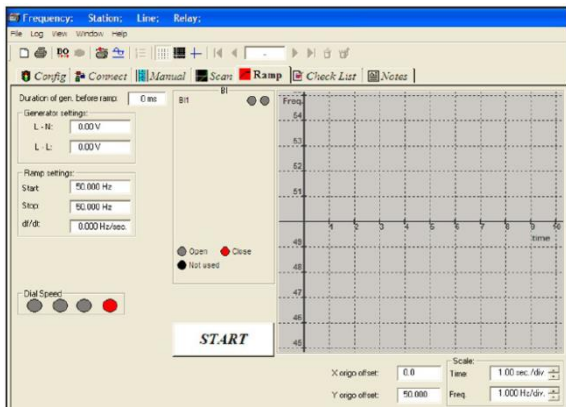 Frequency: Station: Line: Relay:
File Log View Window Help
Config Connect Manual Scan Ramp Check List Notes
Duration of gen. before ramp: 0 ms
Generator settings:
L - N: 0.00 V
L - L: 0.00 V
Ramp settings:
Start 50.000 Hz
Stop: 50.000 Hz
df/dt: 0.000 Hz/sec.
Dial Speed
BI
BI1
Open Close
Not used
START
Freq.
54
53
52
51
1 2 3 4 5 6 7 8 9 10
time
49
48
47
46
45
X origo offset: 0.0
Y origo offset: 50.000
Scale:
Time 1.00 sec./div.
Freq. 1.000 Hz/div.